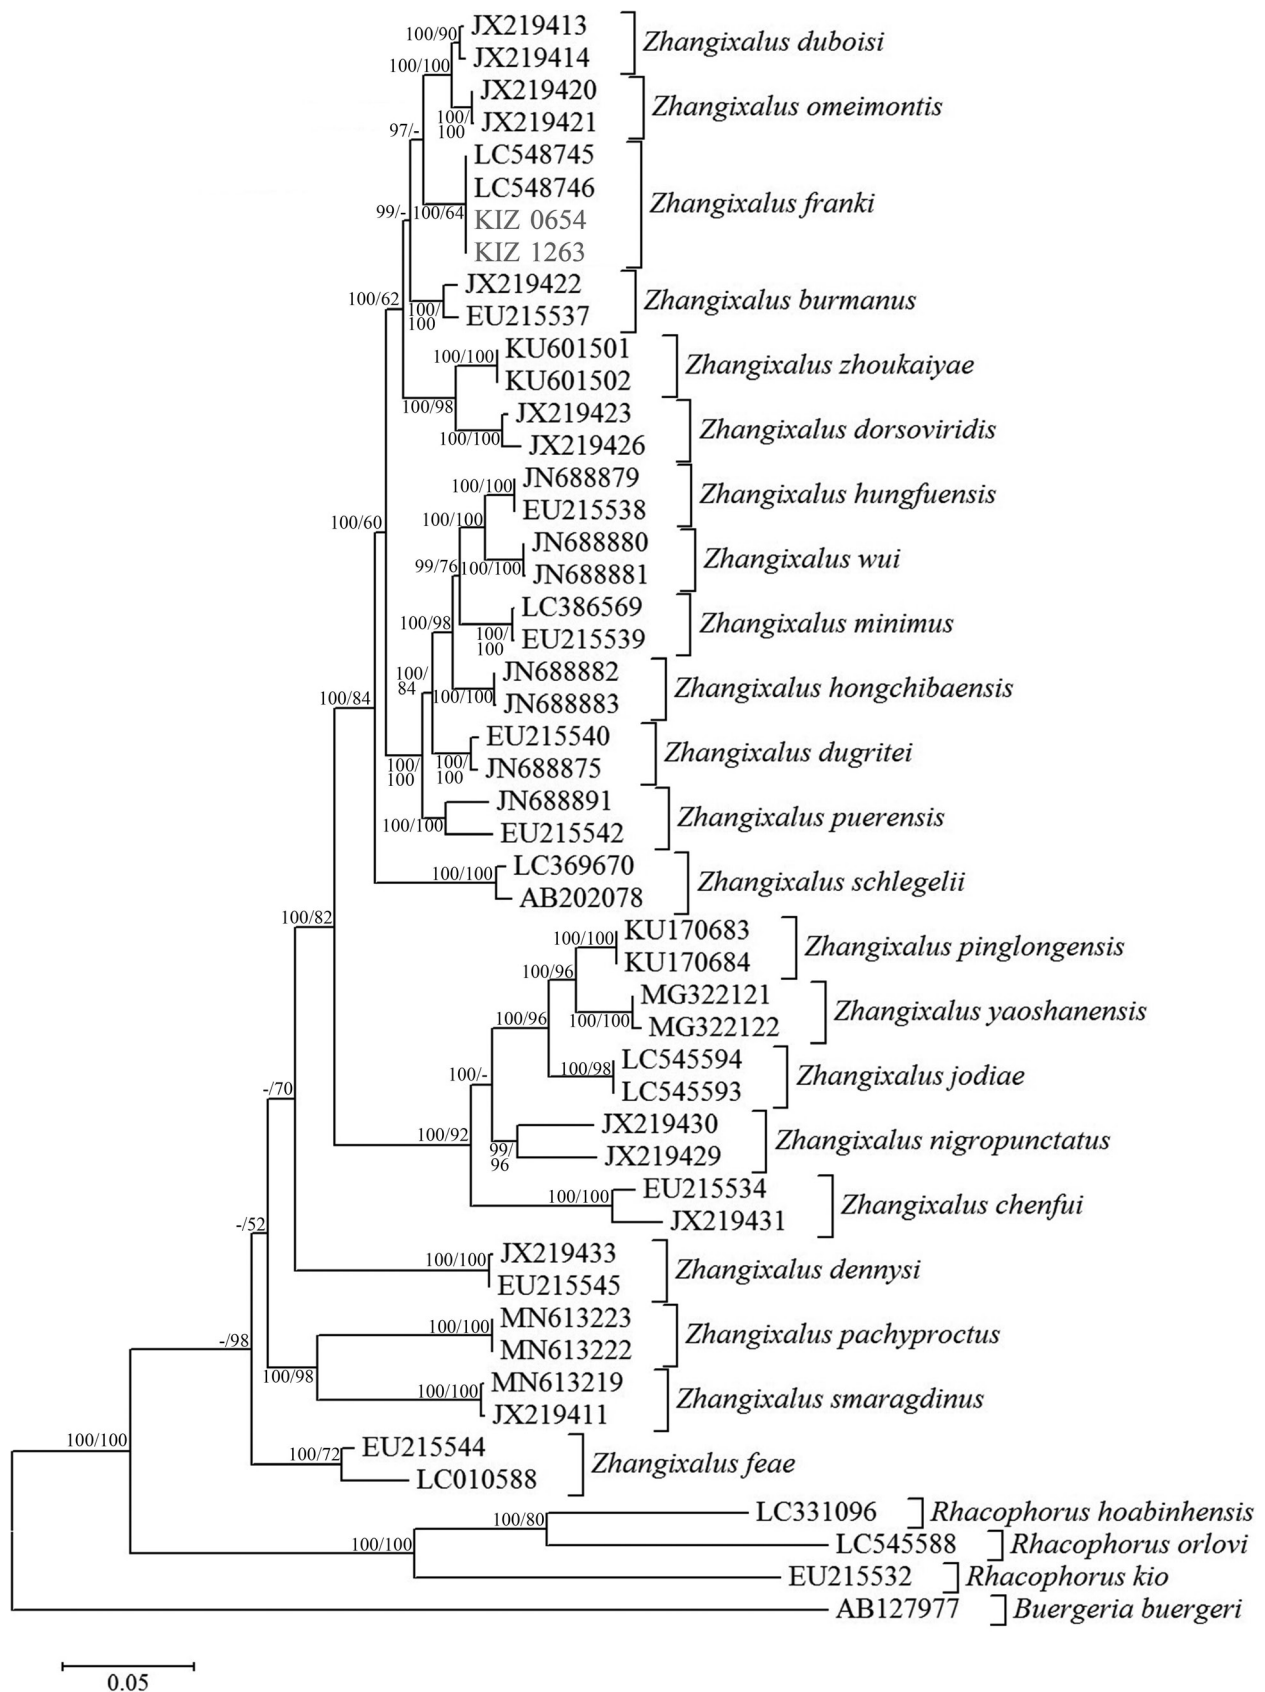 JX219413
100/90
Zhangixalus duboisi
JX219414
100/100
JX219420
Zhangixalus omeimontis
100/
100
JX219421
97/-
LC548745
LC548746
Zhangixalus franki
99/-
100/64
KIZ 0654
KIZ 1263
JX219422
Zhangixalus burmanus
100/62
100/
100
EU215537
KU601501
100/100
Zhangixalus zhoukaiyae
KU601502
100/98
JX219423
Zhangixalus dorsoviridis
100/100
JX219426
JN688879
100/100
Zhangixalus hungfuensis
EU215538
100/100
100/60
JN688880
Zhangixalus wui
99/76
100/100
JN688881
LC386569
100/98
Zhangixalus minimus
100/
100
EU215539
JN688882
100/
84
Zhangixalus hongchibaensis
100/100
JN688883
100/84
EU215540
Zhangixalus dugritei
100/
100
100/
100
JN688875
JN688891
Zhangixalus puerensis
100/100
EU215542
LC369670
100/100
Zhangixalus schlegelii
AB202078
100/82
KU170683
100/100
Zhangixalus pinglongensis
KU170684
100/96
MG322121
Zhangixalus yaoshanensis
100/96
100/100
MG322122
LC545594
100/98
Zhangixalus jodiae
LC545593
100/-
-/70
JX219430
Zhangixalus nigropunctatus
100/92
99/
96
JX219429
EU215534
100/100
Zhangixalus chenfui
JX219431
-/52
JX219433
100/100
Zhangixalus dennysi
EU215545
MN613223
100/100
Zhangixalus pachyproctus
-/98
MN613222
100/98
MN613219
100/100
Zhangixalus smaragdinus
JX219411
100/100
EU215544
100/72
Zhangixalus feae
LC010588
LC331096
Rhacophorus hoabinhensis
100/80
100/100
LC545588
Rhacophorus orlovi
EU215532
Rhacophorus kio
AB127977
Buergeria buergeri
0.05